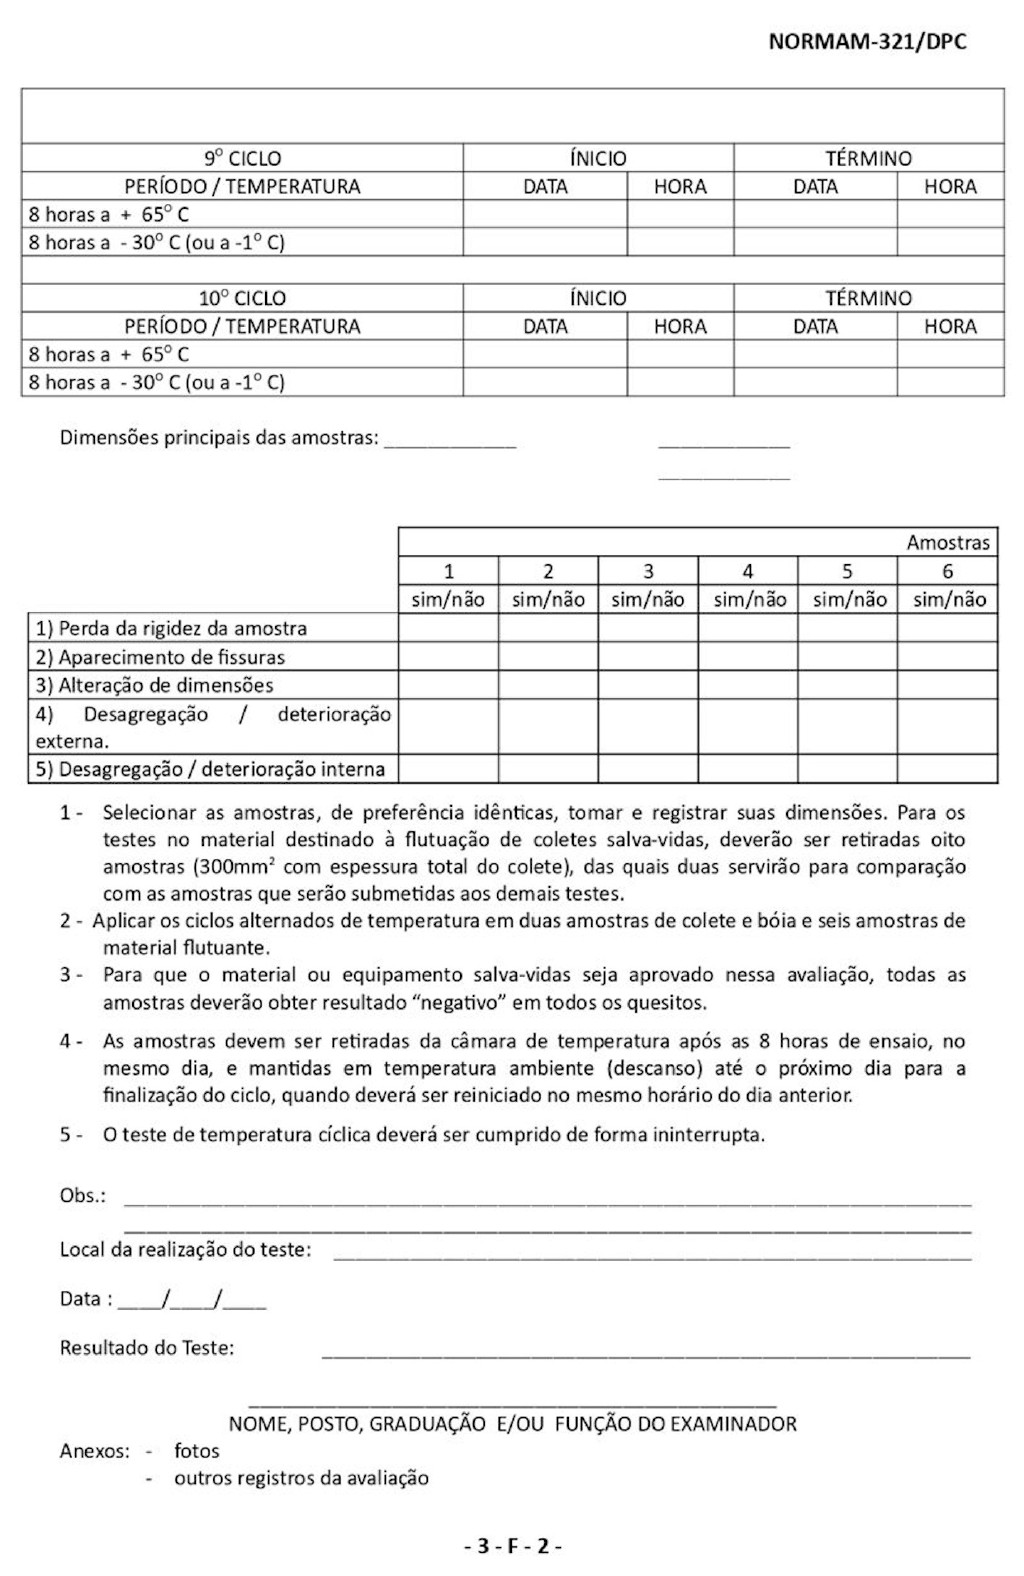 NORMAM-321/DPC
9º CICLO ÍNICIO TÉRMINO
PERÍODO / TEMPERATURA DATA HORA DATA HORA
8 horas a + 65º C
8 horas a - 30º C (ou a -1º C)
10º CICLO ÍNICIO TÉRMINO
PERÍODO / TEMPERATURA DATA HORA DATA HORA
8 horas a + 65º C
8 horas a - 30º C (ou a -1º C)
Dimensões principais das amostras: ____________ ____________
____________
Amostras
1 2 3 4 5 6
sim/não sim/não sim/não sim/não sim/não sim/não
1) Perda da rigidez da amostra
2) Aparecimento de fissuras
3) Alteração de dimensões
4) Desagregação / deterioração
externa.
5) Desagregação / deterioração interna
1 - Selecionar as amostras, de preferência idênticas, tomar e registrar suas dimensões. Para os
testes no material destinado à flutuação de coletes salva-vidas, deverão ser retiradas oito
amostras (300mm² com espessura total do colete), das quais duas servirão para comparação
com as amostras que serão submetidas aos demais testes.
2 - Aplicar os ciclos alternados de temperatura em duas amostras de colete e bóia e seis amostras de
material flutuante.
3 - Para que o material ou equipamento salva-vidas seja aprovado nessa avaliação, todas as
amostras deverão obter resultado “negativo” em todos os quesitos.
4 - As amostras devem ser retiradas da câmara de temperatura após as 8 horas de ensaio, no
mesmo dia, e mantidas em temperatura ambiente (descanso) até o próximo dia para a
finalização do ciclo, quando deverá ser reiniciado no mesmo horário do dia anterior.
5 - O teste de temperatura cíclica deverá ser cumprido de forma ininterrupta.
Obs.: ____________
____________
Local da realização do teste: ____________
Data : ____/____/____
Resultado do Teste: ____________
____________
NOME, POSTO, GRADUAÇÃO E/OU FUNÇÃO DO EXAMINADOR
Anexos: - fotos
- outros registros da avaliação
- 3 - F - 2 -